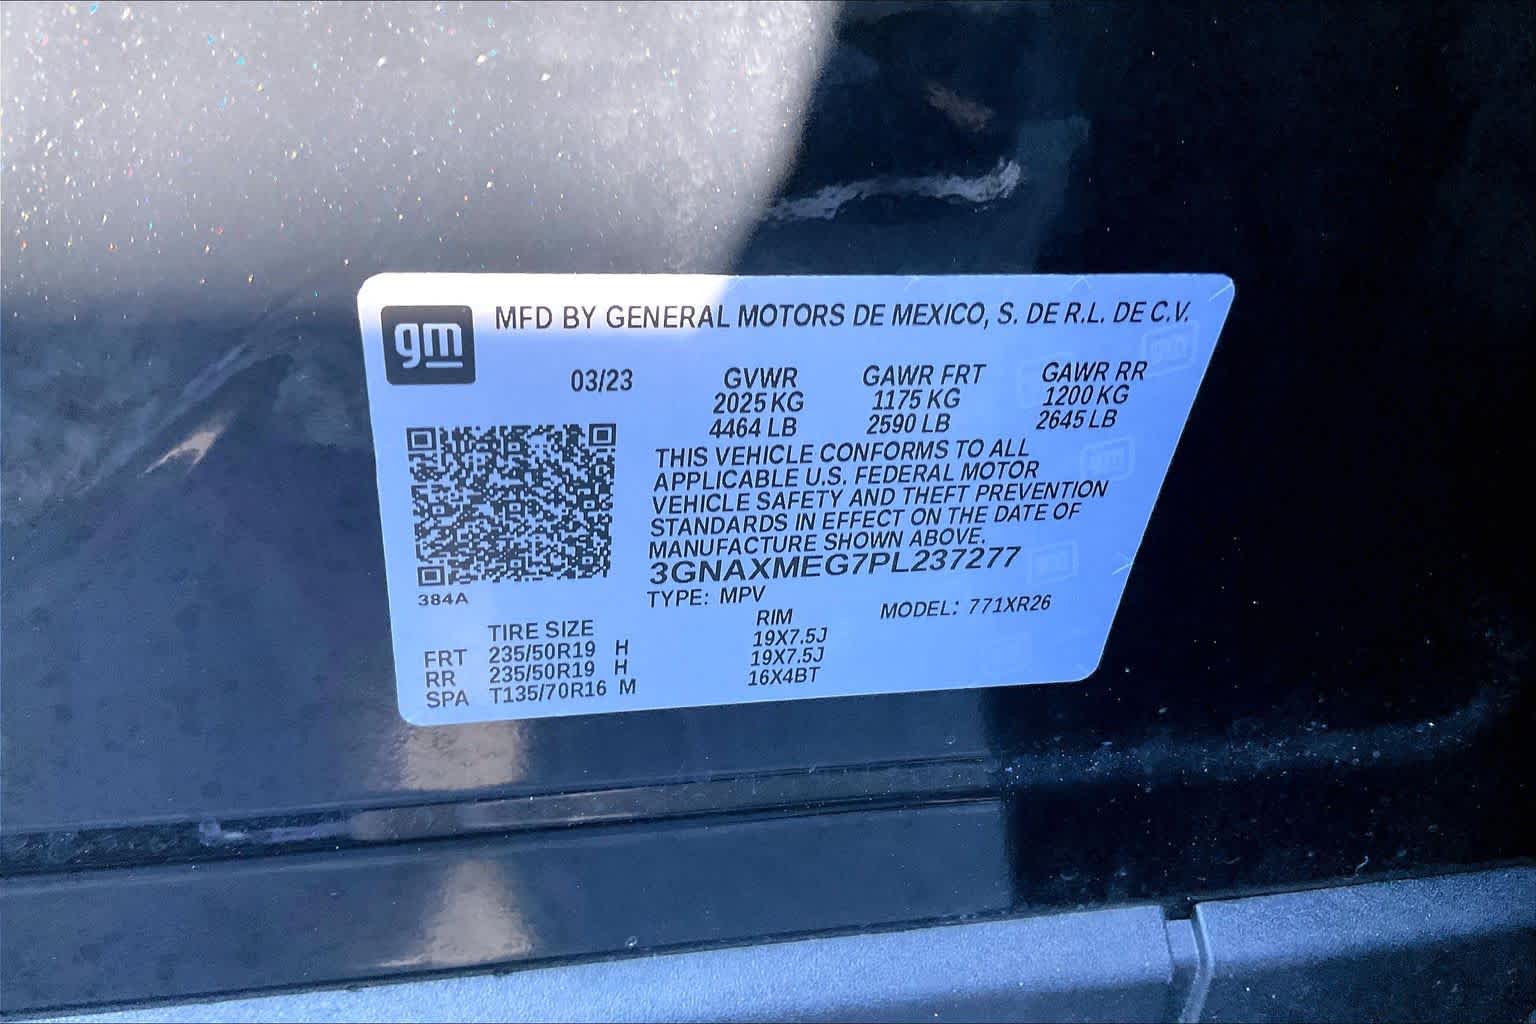 gm
MFD BY GENERAL MOTORS DE MEXICO, S. DE R.L. DE C.V.
03/23 GVWR GAWR FRT GAWR RR
2025 KG 1175 KG 1200 KG
4464 LB 2590 LB 2645 LB
THIS VEHICLE CONFORMS TO ALL
APPLICABLE U.S. FEDERAL MOTOR
VEHICLE SAFETY AND THEFT PREVENTION
STANDARDS IN EFFECT ON THE DATE OF
MANUFACTURE SHOWN ABOVE.
3GNAXMEG7PL237277
384A
TYPE: MPV MODEL: 771XR26
TIRE SIZE RIM
FRT 235/50R19 H 19X7.5J
RR 235/50R19 H 19X7.5J
SPA T135/70R16 M 16X4BT